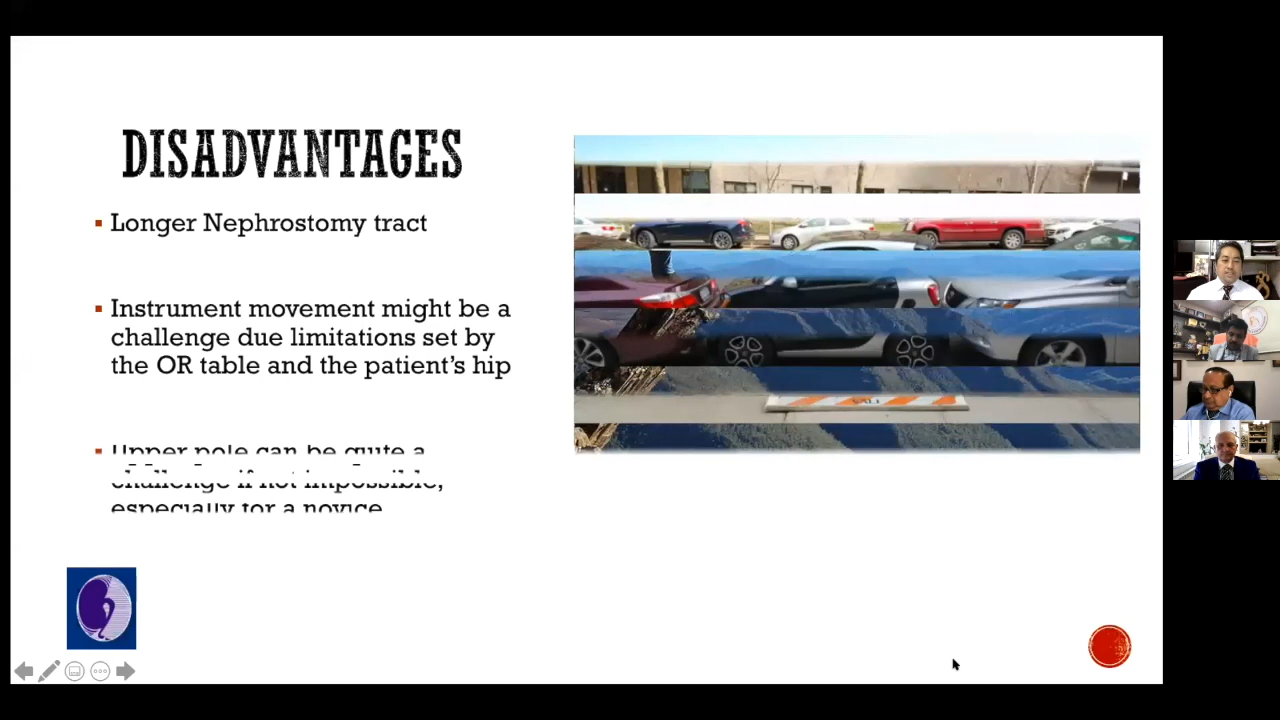 DISADVANTAGES
▪ Longer Nephrostomy tract
▪ Instrument movement might be a
challenge due limitations set by
the OR table and the patient's hip
▪ Upper pole can be quite a
challenge if not impossible,
especially for a novice